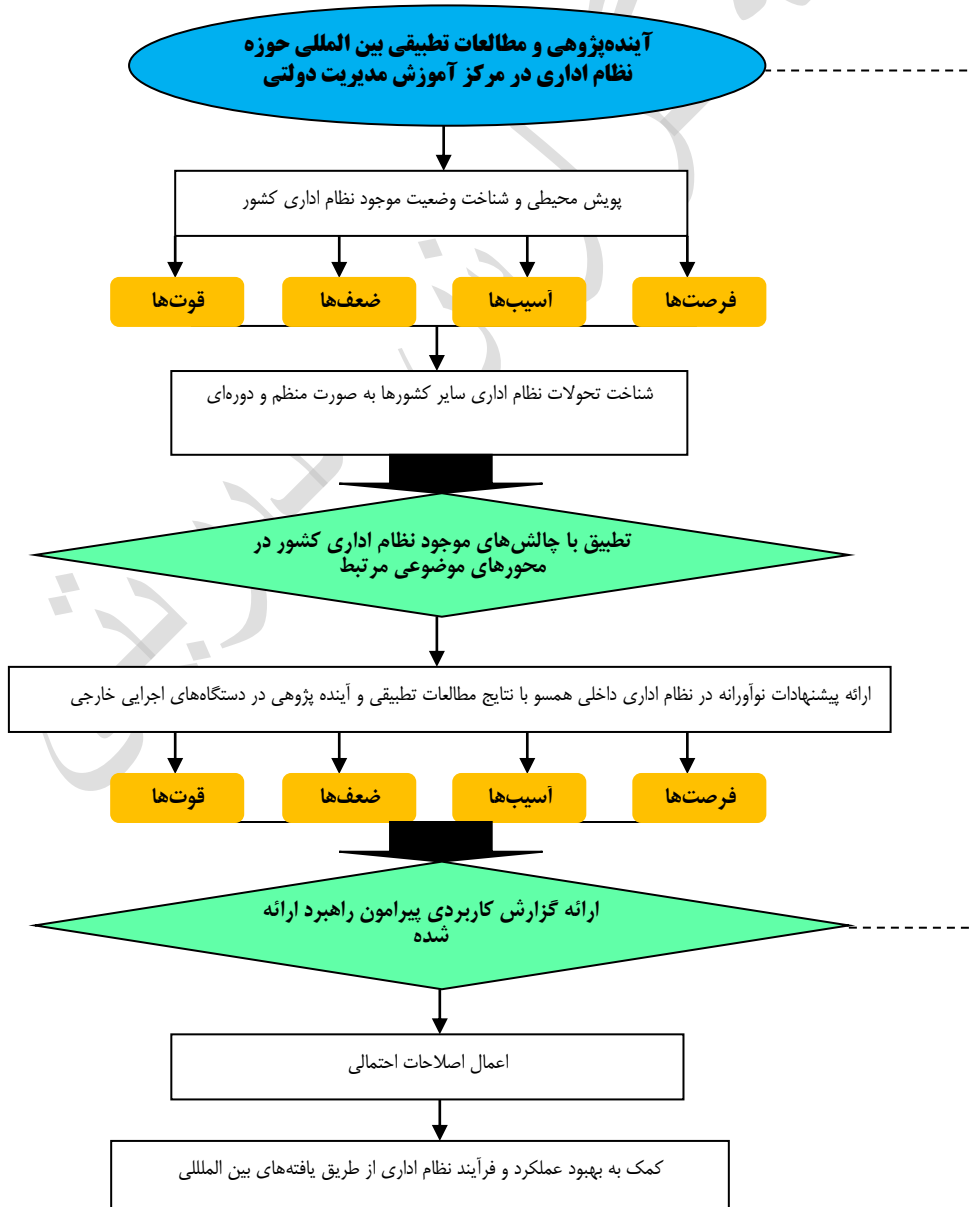 آینده‌پژوهی و مطالعات تطبیقی بین المللی حوزه
نظام اداری در مرکز آموزش مدیریت دولتی
پویش محیطی و شناخت وضعیت موجود نظام اداری کشور
فرصت‌ها
آسیب‌ها
ضعف‌ها
قوت‌ها
شناخت تحولات نظام اداری سایر کشورها به صورت منظم و دوره‌ای
تطبیق با چالش‌های موجود نظام اداری کشور در
محورهای موضوعی مرتبط
ارائه پیشنهادات نوآورانه در نظام اداری داخلی همسو با نتایج مطالعات تطبیقی و آینده پژوهی در دستگاه‌های اجرایی خارجی
فرصت‌ها
آسیب‌ها
ضعف‌ها
قوت‌ها
ارائه گزارش کاربردی پیرامون راهبرد ارائه
شده
اعمال اصلاحات احتمالی
کمک به بهبود عملکرد و فرآیند نظام اداری از طریق یافته‌های بین الملللی